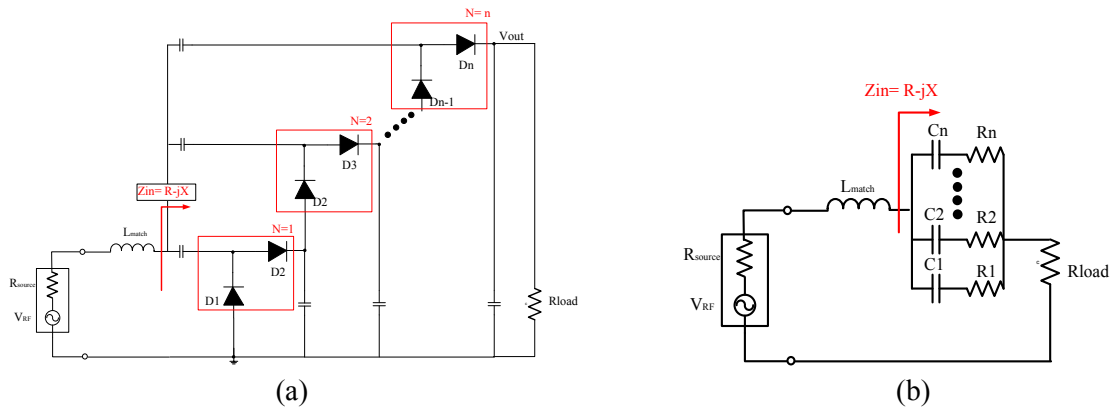 N= n
Vout
Dn
Dn-1
N=2
D3
D2
Zin= R-jX
Lmatch
N=1
D2
D1
Rsource
VRF
Rload
(a)
Zin= R-jX
Cn
Rn
Lmatch
C2
R2
C1
R1
Rsource
VRF
Rload
(b)